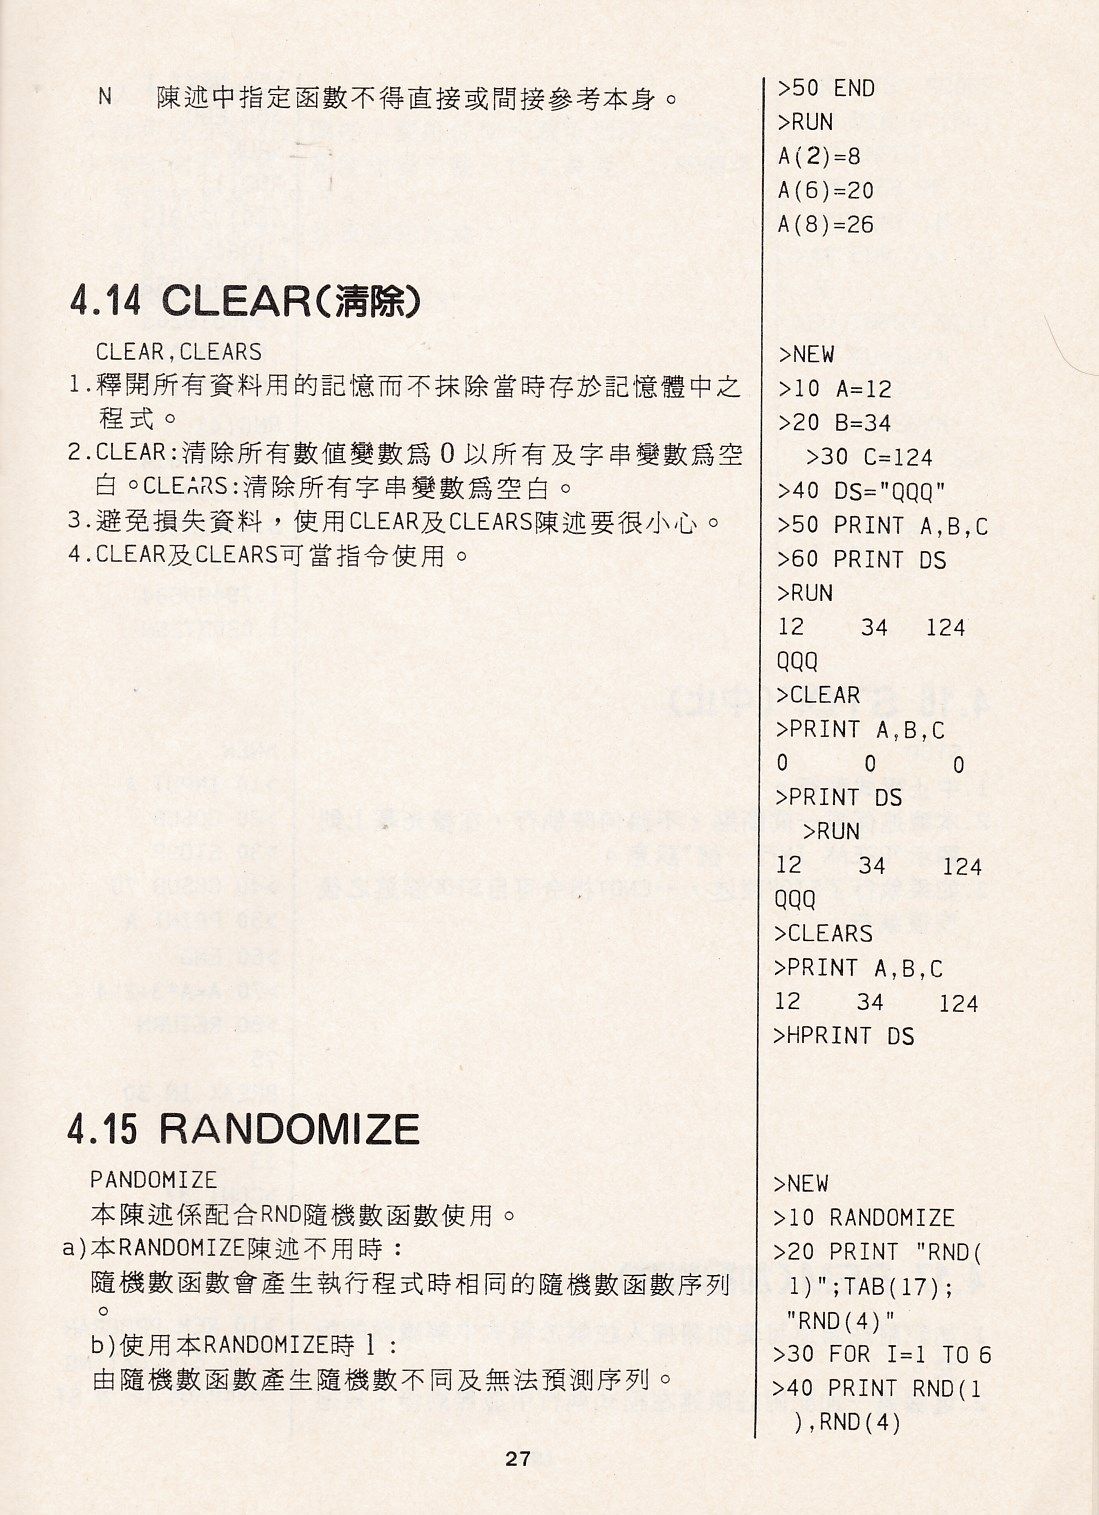 N 陳述中指定函數不得直接或間接參考本身。
4.14 CLEAR(清除)
CLEAR,CLEARS
1.釋開所有資料用的記憶而不抹除當時存於記憶體中之
程式。
2.CLEAR:清除所有數値變數爲0以所有及字串變數爲空
白。CLEARS:清除所有字串變數爲空白。
3.避免損失資料，使用CLEAR及CLEARS陳述要很小心。
4.CLEAR及CLEARS可當指令使用。
4.15 RANDOMIZE
PANDOMIZE
本陳述係配合RND隨機數函數使用。
a)本RANDOMIZE陳述不用時：
隨機數函數會產生執行程式時相同的隨機數函數序列
。
b)使用本RANDOMIZE時1：
由隨機數函數產生隨機數不同及無法預測序列。
>50 END
>RUN
A(2)=8
A(6)=20
A(8)=26
>NEW
>10 A=12
>20 B=34
>30 C=124
>40 DS="QQQ"
>50 PRINT A,B,C
>60 PRINT DS
>RUN
12 34 124
QQQ
>CLEAR
>PRINT A,B,C
0 0 0
>PRINT DS
>RUN
12 34 124
QQQ
>CLEARS
>PRINT A,B,C
12 34 124
>HPRINT DS
>NEW
>10 RANDOMIZE
>20 PRINT "RND(
1)";TAB(17);
"RND(4)"
>30 FOR I=1 TO 6
>40 PRINT RND(1
),RND(4)
27